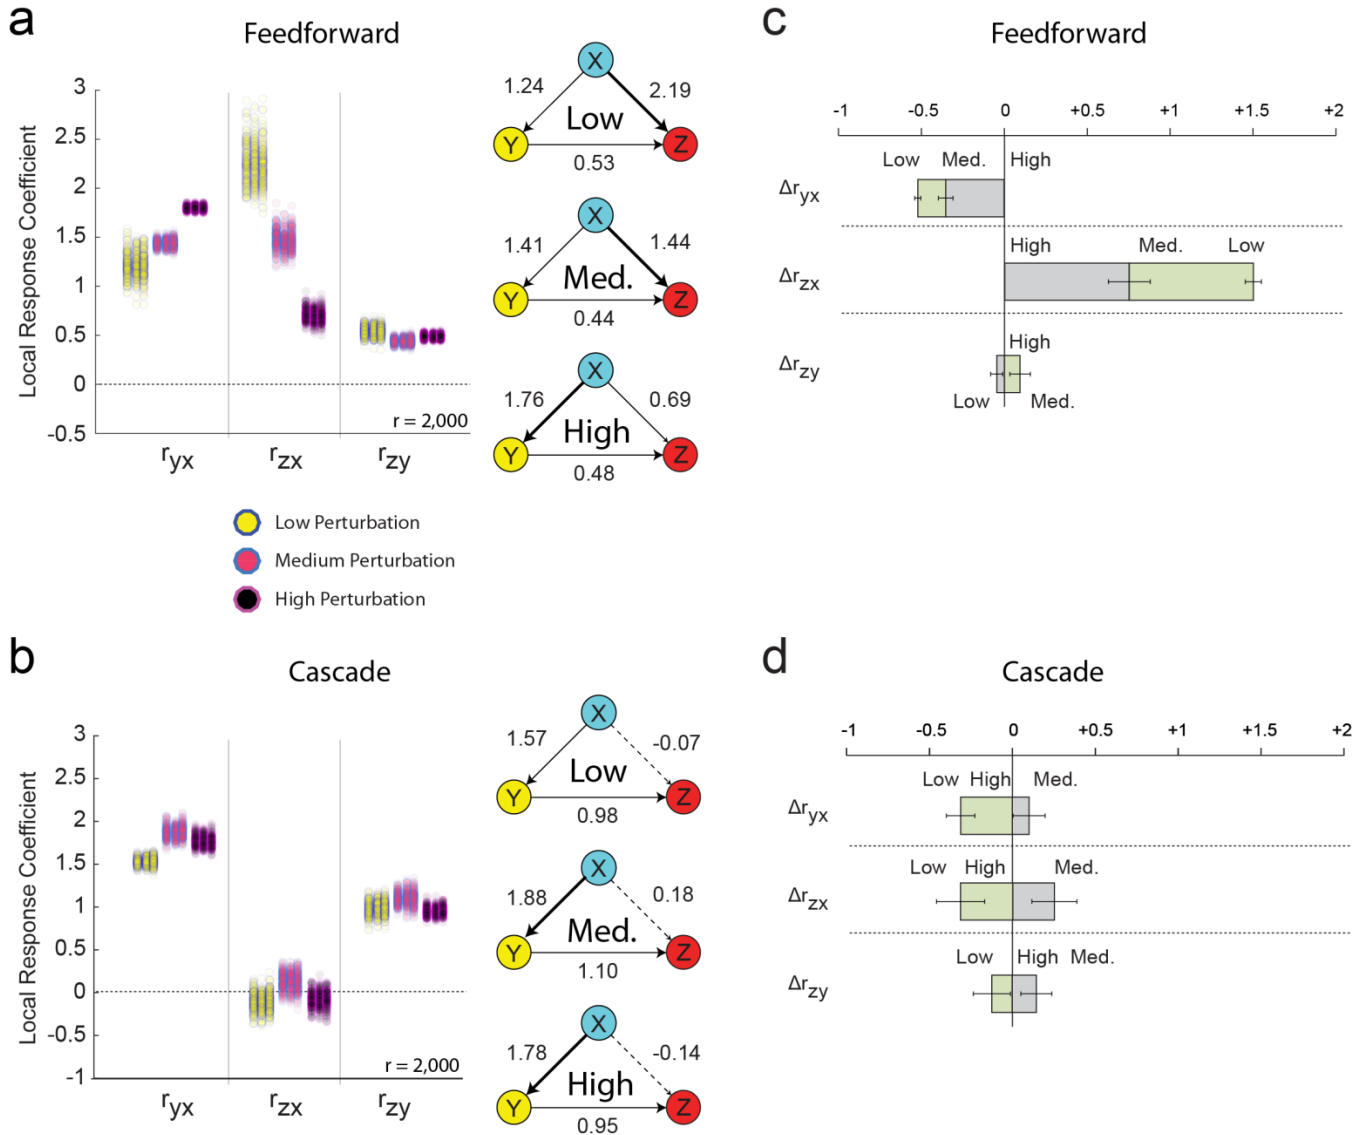 a
Feedforward
Local Response Coefficient
3
2.5
2
1.5
1
0.5
0
-0.5
r = 2,000
ryx
rzx
rzy
X
1.24
2.19
Low
Y
Z
0.53
X
1.41
1.44
Med.
Y
Z
0.44
X
1.76
0.69
High
Y
Z
0.48
Low Perturbation
Medium Perturbation
High Perturbation
c
Feedforward
-1 -0.5 0 +0.5 +1 +1.5 +2
Low Med. High
Δryx
High Med. Low
Δrzx
High
Δrzy
Low Med.
b
Cascade
Local Response Coefficient
3
2.5
2
1.5
1
0.5
0
-0.5
-1
r = 2,000
ryx
rzx
rzy
X
1.57
-0.07
Low
Y
Z
0.98
X
1.88
0.18
Med.
Y
Z
1.10
X
1.78
-0.14
High
Y
Z
0.95
d
Cascade
-1 -0.5 0 +0.5 +1 +1.5 +2
Low High Med.
Δryx
Low High Med.
Δrzx
Low High Med.
Δrzy